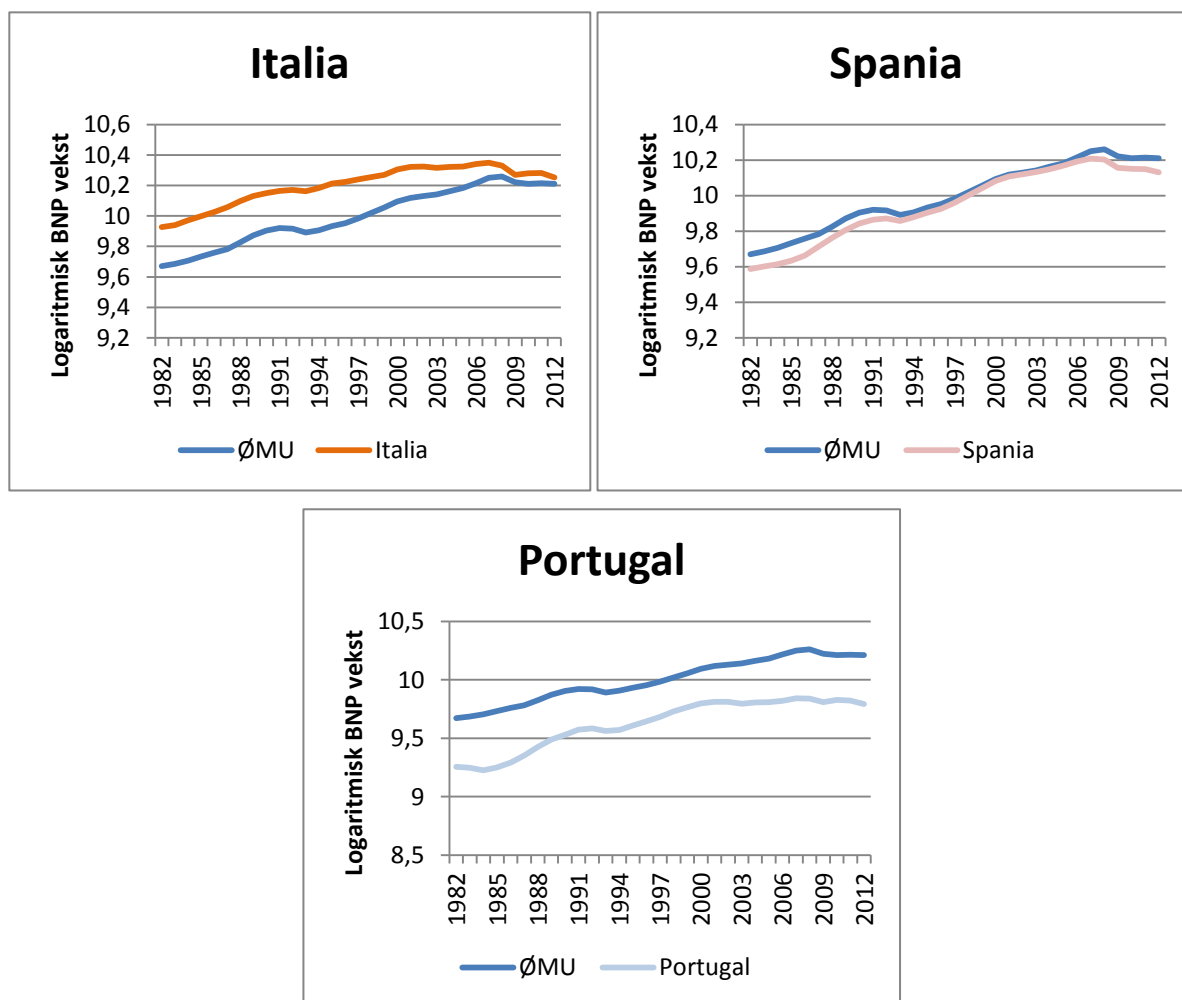 Italia
Logaritmisk BNP vekst
10,6
10,4
10,2
10
9,8
9,6
9,4
9,2
1982 1985 1988 1991 1994 1997 2000 2003 2006 2009 2012
ØMU Italia
Spania
Logaritmisk BNP vekst
10,4
10,2
10
9,8
9,6
9,4
9,2
1982 1985 1988 1991 1994 1997 2000 2003 2006 2009 2012
ØMU Spania
Portugal
Logaritmisk BNP vekst
10,5
10
9,5
9
8,5
1982 1985 1988 1991 1994 1997 2000 2003 2006 2009 2012
ØMU Portugal